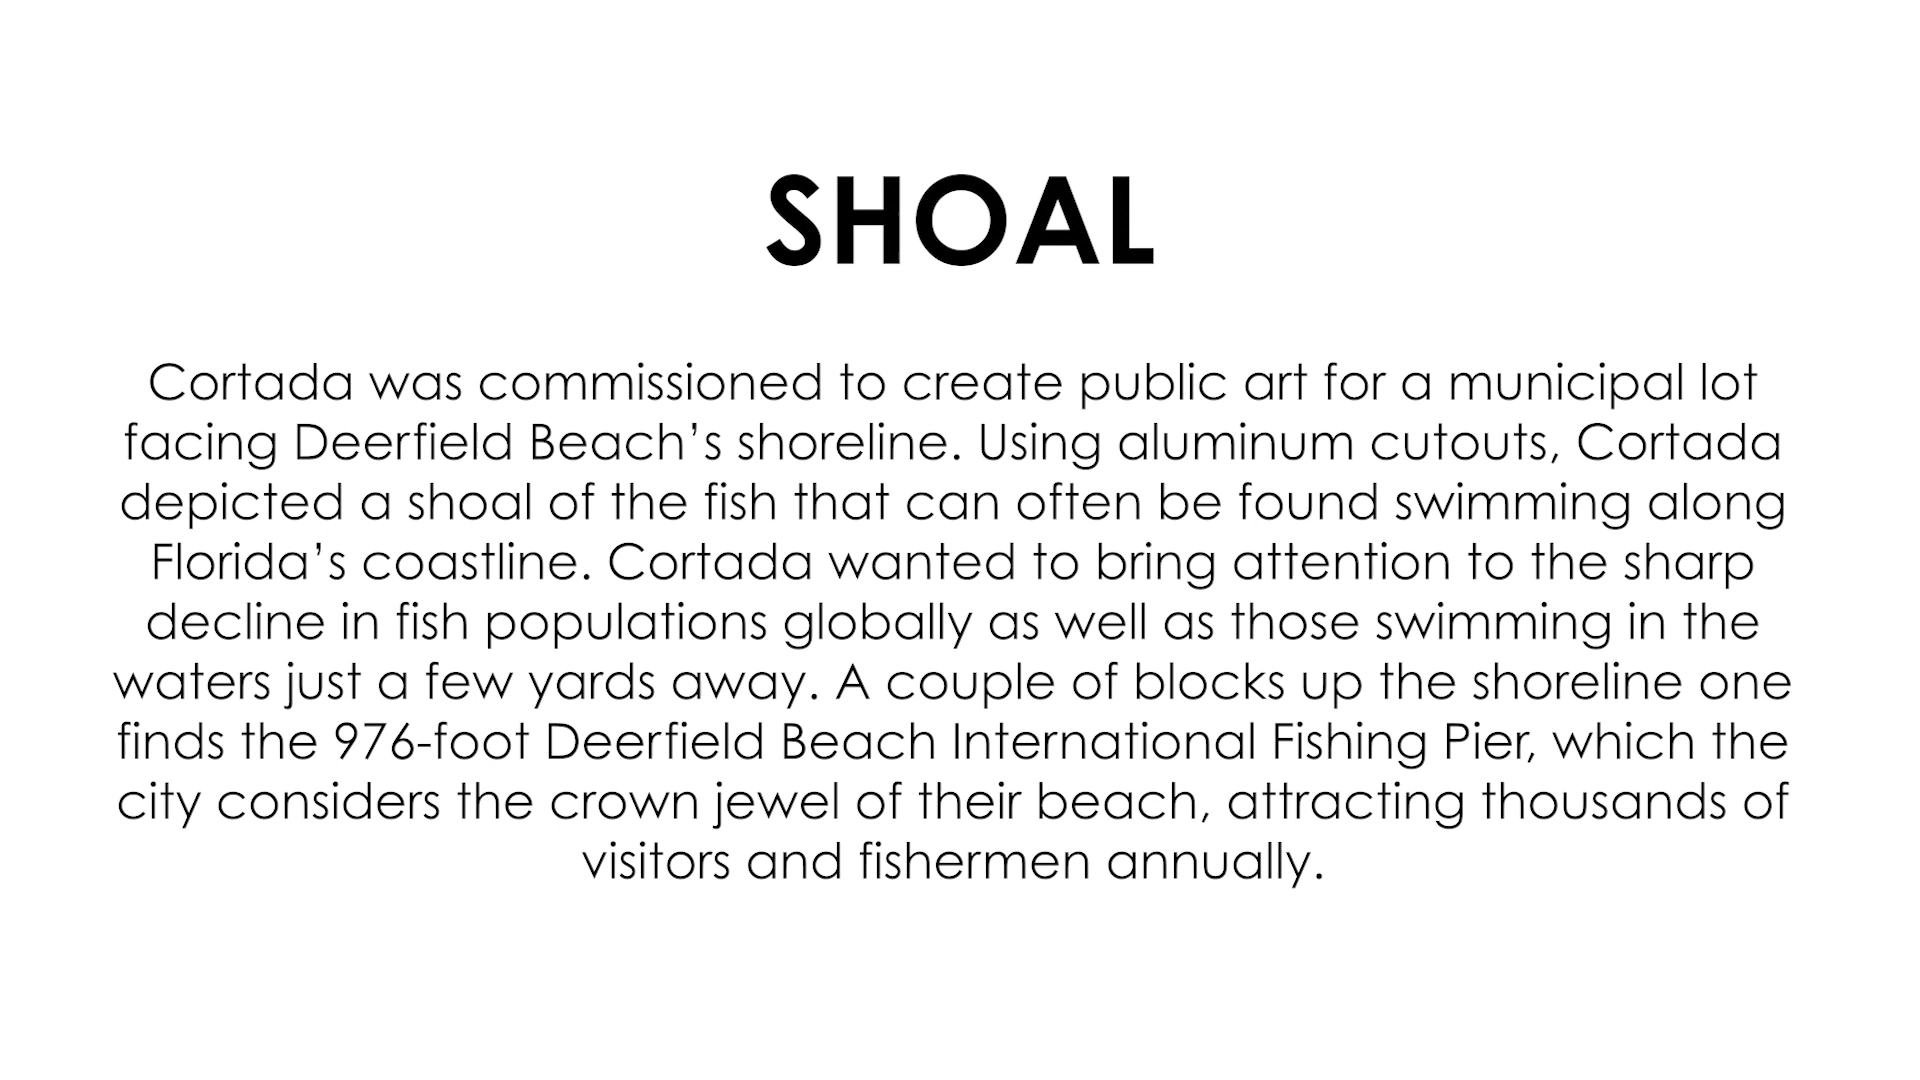 SHOAL
Cortada was commissioned to create public art for a municipal lot
facing Deerfield Beach’s shoreline. Using aluminum cutouts, Cortada
depicted a shoal of the fish that can often be found swimming along
Florida’s coastline. Cortada wanted to bring attention to the sharp
decline in fish populations globally as well as those swimming in the
waters just a few yards away. A couple of blocks up the shoreline one
finds the 976-foot Deerfield Beach International Fishing Pier, which the
city considers the crown jewel of their beach, attracting thousands of
visitors and fishermen annually.